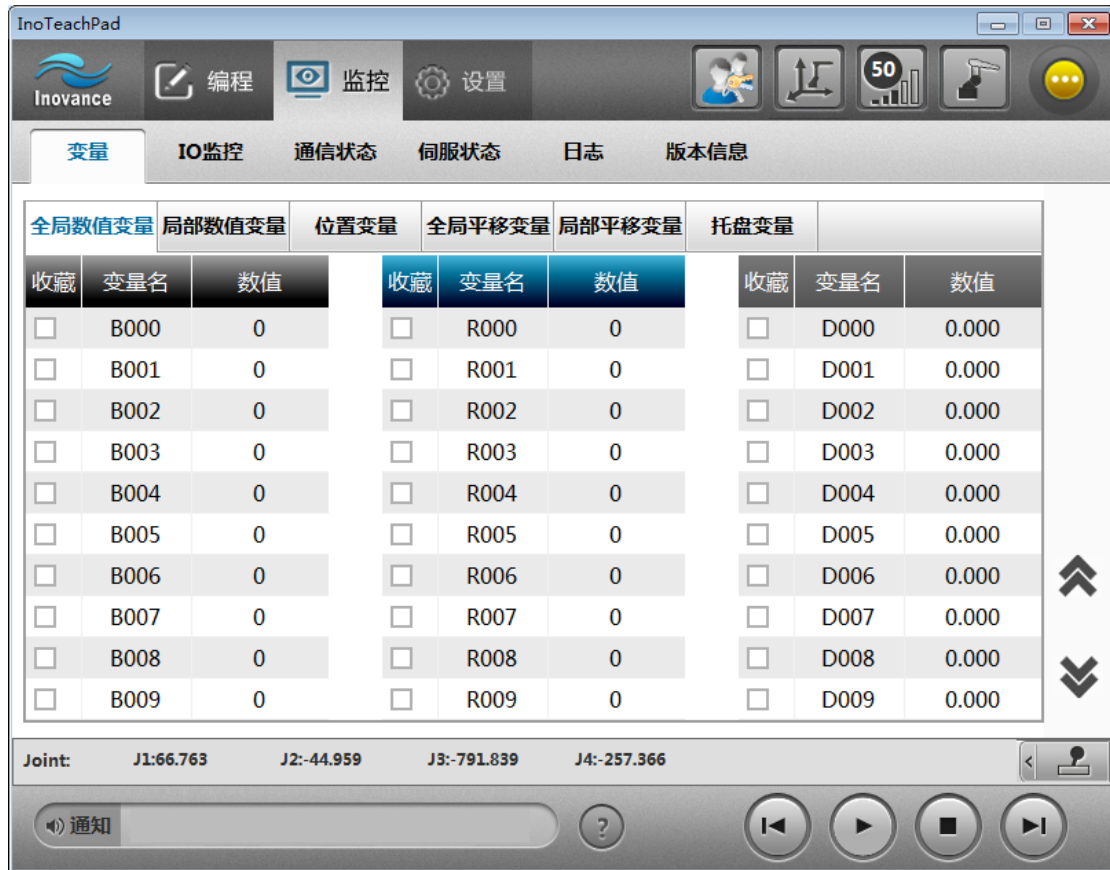 InoTeachPad
Inovance 编程 监控 设置 50
变量 IO监控 通信状态 伺服状态 日志 版本信息
全局数值变量 局部数值变量 位置变量 全局平移变量 局部平移变量 托盘变量
收藏 变量名 数值 收藏 变量名 数值 收藏 变量名 数值
B000 0 R000 0 D000 0.000
B001 0 R001 0 D001 0.000
B002 0 R002 0 D002 0.000
B003 0 R003 0 D003 0.000
B004 0 R004 0 D004 0.000
B005 0 R005 0 D005 0.000
B006 0 R006 0 D006 0.000
B007 0 R007 0 D007 0.000
B008 0 R008 0 D008 0.000
B009 0 R009 0 D009 0.000
Joint: J1:66.763 J2:-44.959 J3:-791.839 J4:-257.366
通知 ?